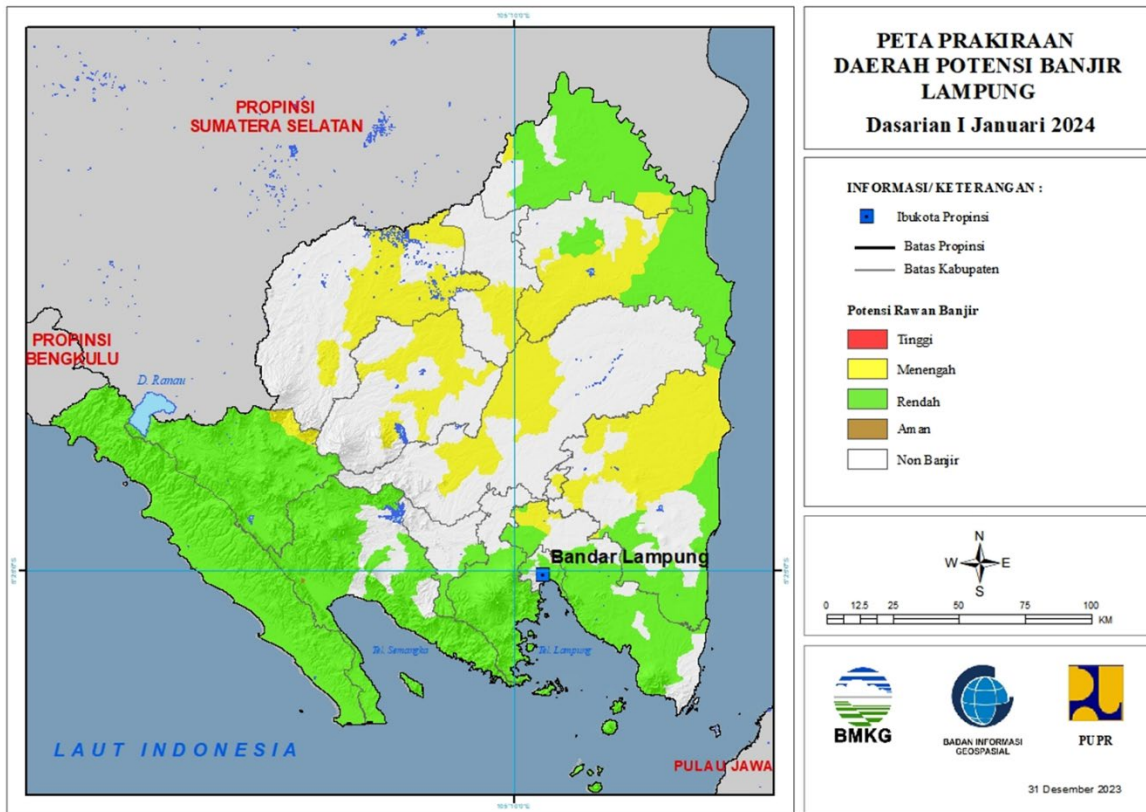 PETA PRAKIRAAN
DAERAH POTENSI BANJIR
LAMPUNG
Dasarian I Januari 2024
INFORMASI/ KETERANGAN :
Ibukota Propinsi
Batas Propinsi
Batas Kabupaten
Potensi Rawan Banjir
Tinggi
Menengah
Rendah
Aman
Non Banjir
N
W E
S
0 12.5 25 50 75 100
KM
BMKG
BADAN INFORMASI
GEOSPASIAL
PUPR
31 Desember 2023
PROPINSI
SUMATERA SELATAN
PROPINSI
BENGKULU
D. Ranau
Bandar Lampung
Tel. Semangka
Tel. Lampung
LAUT INDONESIA
PULAU JAWA